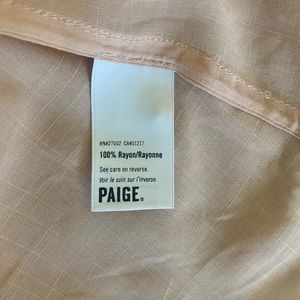 RN#27002 CA#51217
100% Rayon/Rayonne
See care on reverse.
Voir le soin sur l'inverse.
PAIGE®